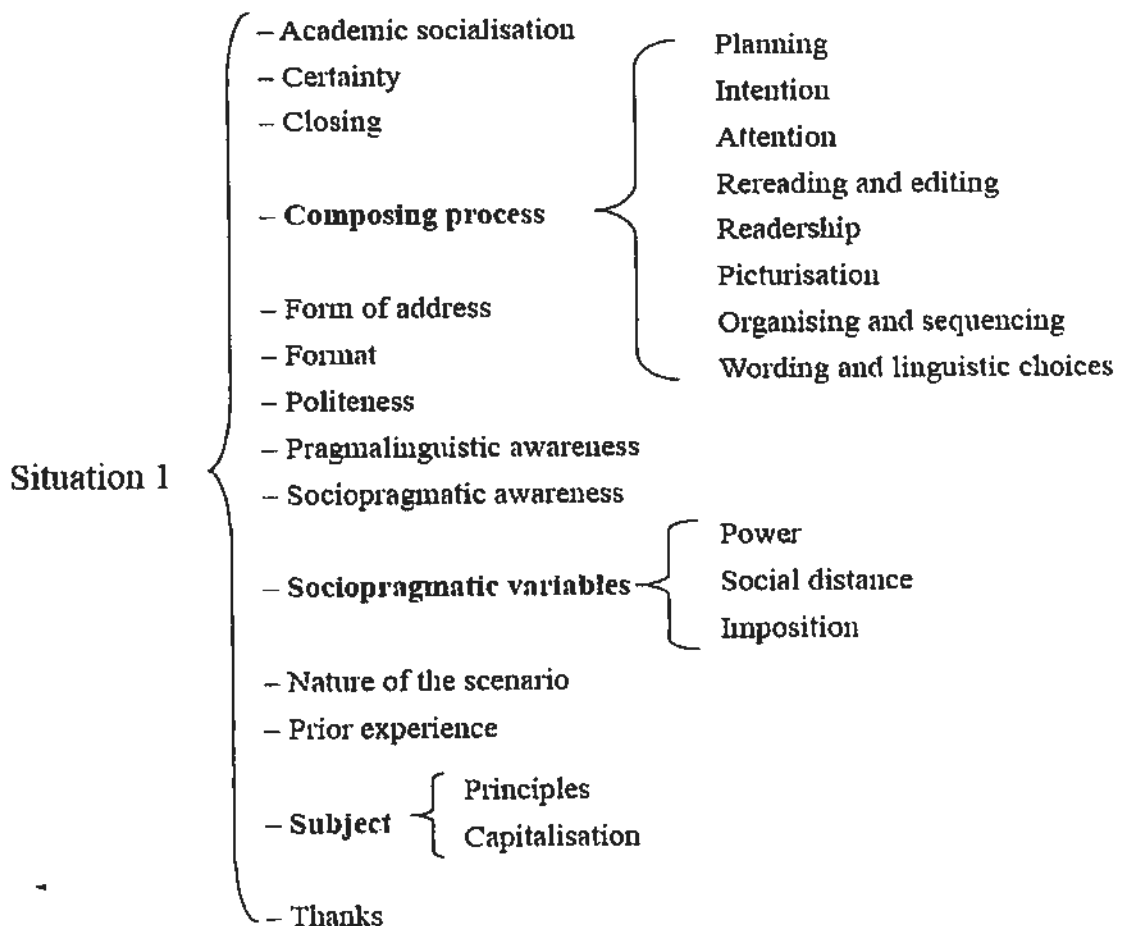 – Academic socialisation
– Certainty
– Closing
– Composing process
Planning
Intention
Attention
Rereading and editing
Readership
Picturisation
Organising and sequencing
Wording and linguistic choices
– Form of address
– Format
– Politeness
– Pragmalinguistic awareness
– Sociopragmatic awareness
Situation 1
– Sociopragmatic variables
Power
Social distance
Imposition
– Nature of the scenario
– Prior experience
– Subject
Principles
Capitalisation
– Thanks